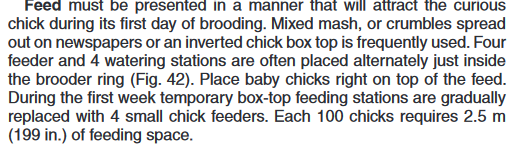 Feed must be presented in a manner that will attract the curious
chick during its first day of brooding. Mixed mash, or crumbles spread
out on newspapers or an inverted chick box top is frequently used. Four
feeder and 4 watering stations are often placed alternately just inside
the brooder ring (Fig. 42). Place baby chicks right on top of the feed.
During the first week temporary box-top feeding stations are gradually
replaced with 4 small chick feeders. Each 100 chicks requires 2.5 m
(199 in.) of feeding space.